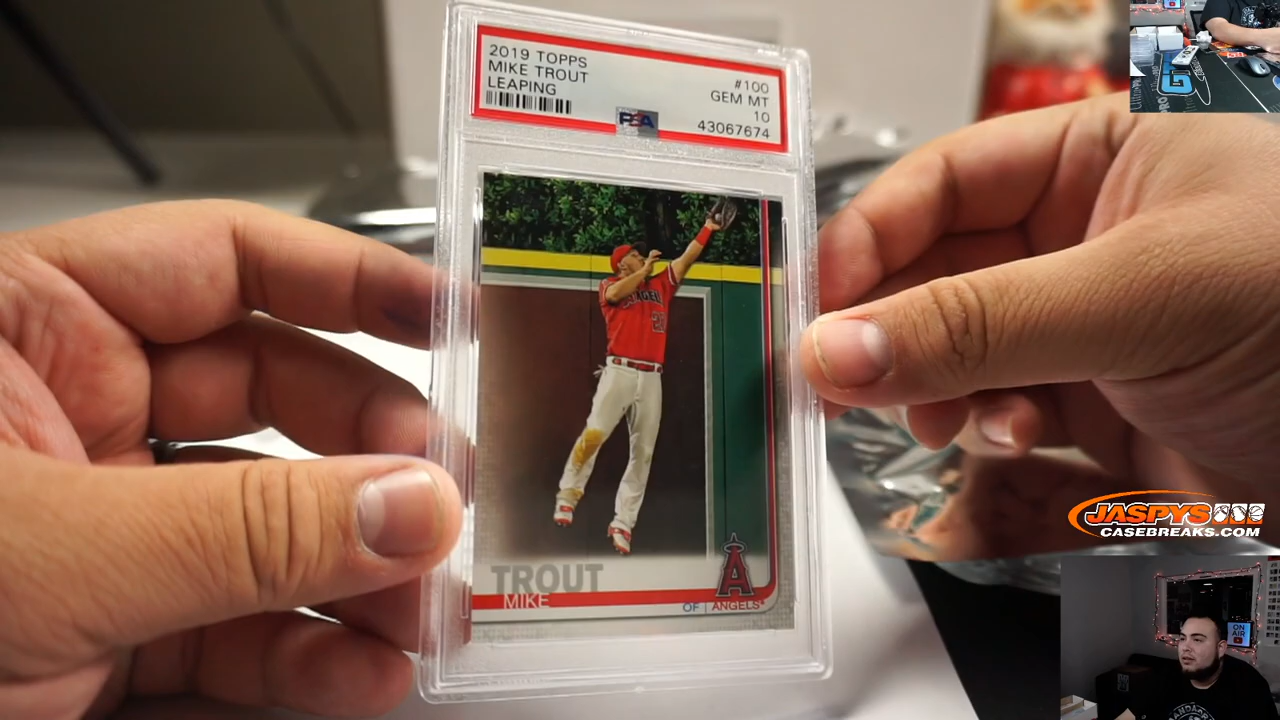 2019 TOPPS
MIKE TROUT
LEAPING
#100
GEM MT
10
43067674
PSA
ANGELS
TROUT
MIKE
OF | ANGELS
A
JASPYS
CASEBREAKS.COM
ON
AIR